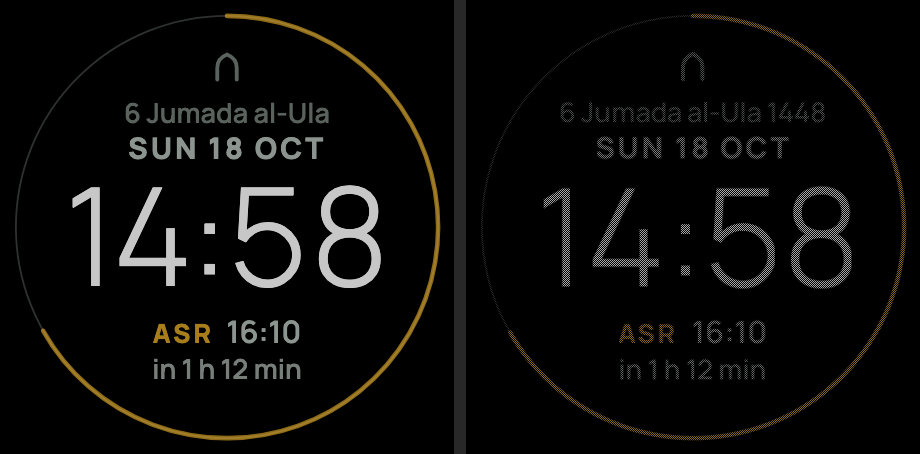 6 Jumada al-Ula
SUN 18 OCT
14:58
ASR 16:10
in 1 h 12 min
6 Jumada al-Ula 1448
SUN 18 OCT
14:58
ASR 16:10
in 1 h 12 min